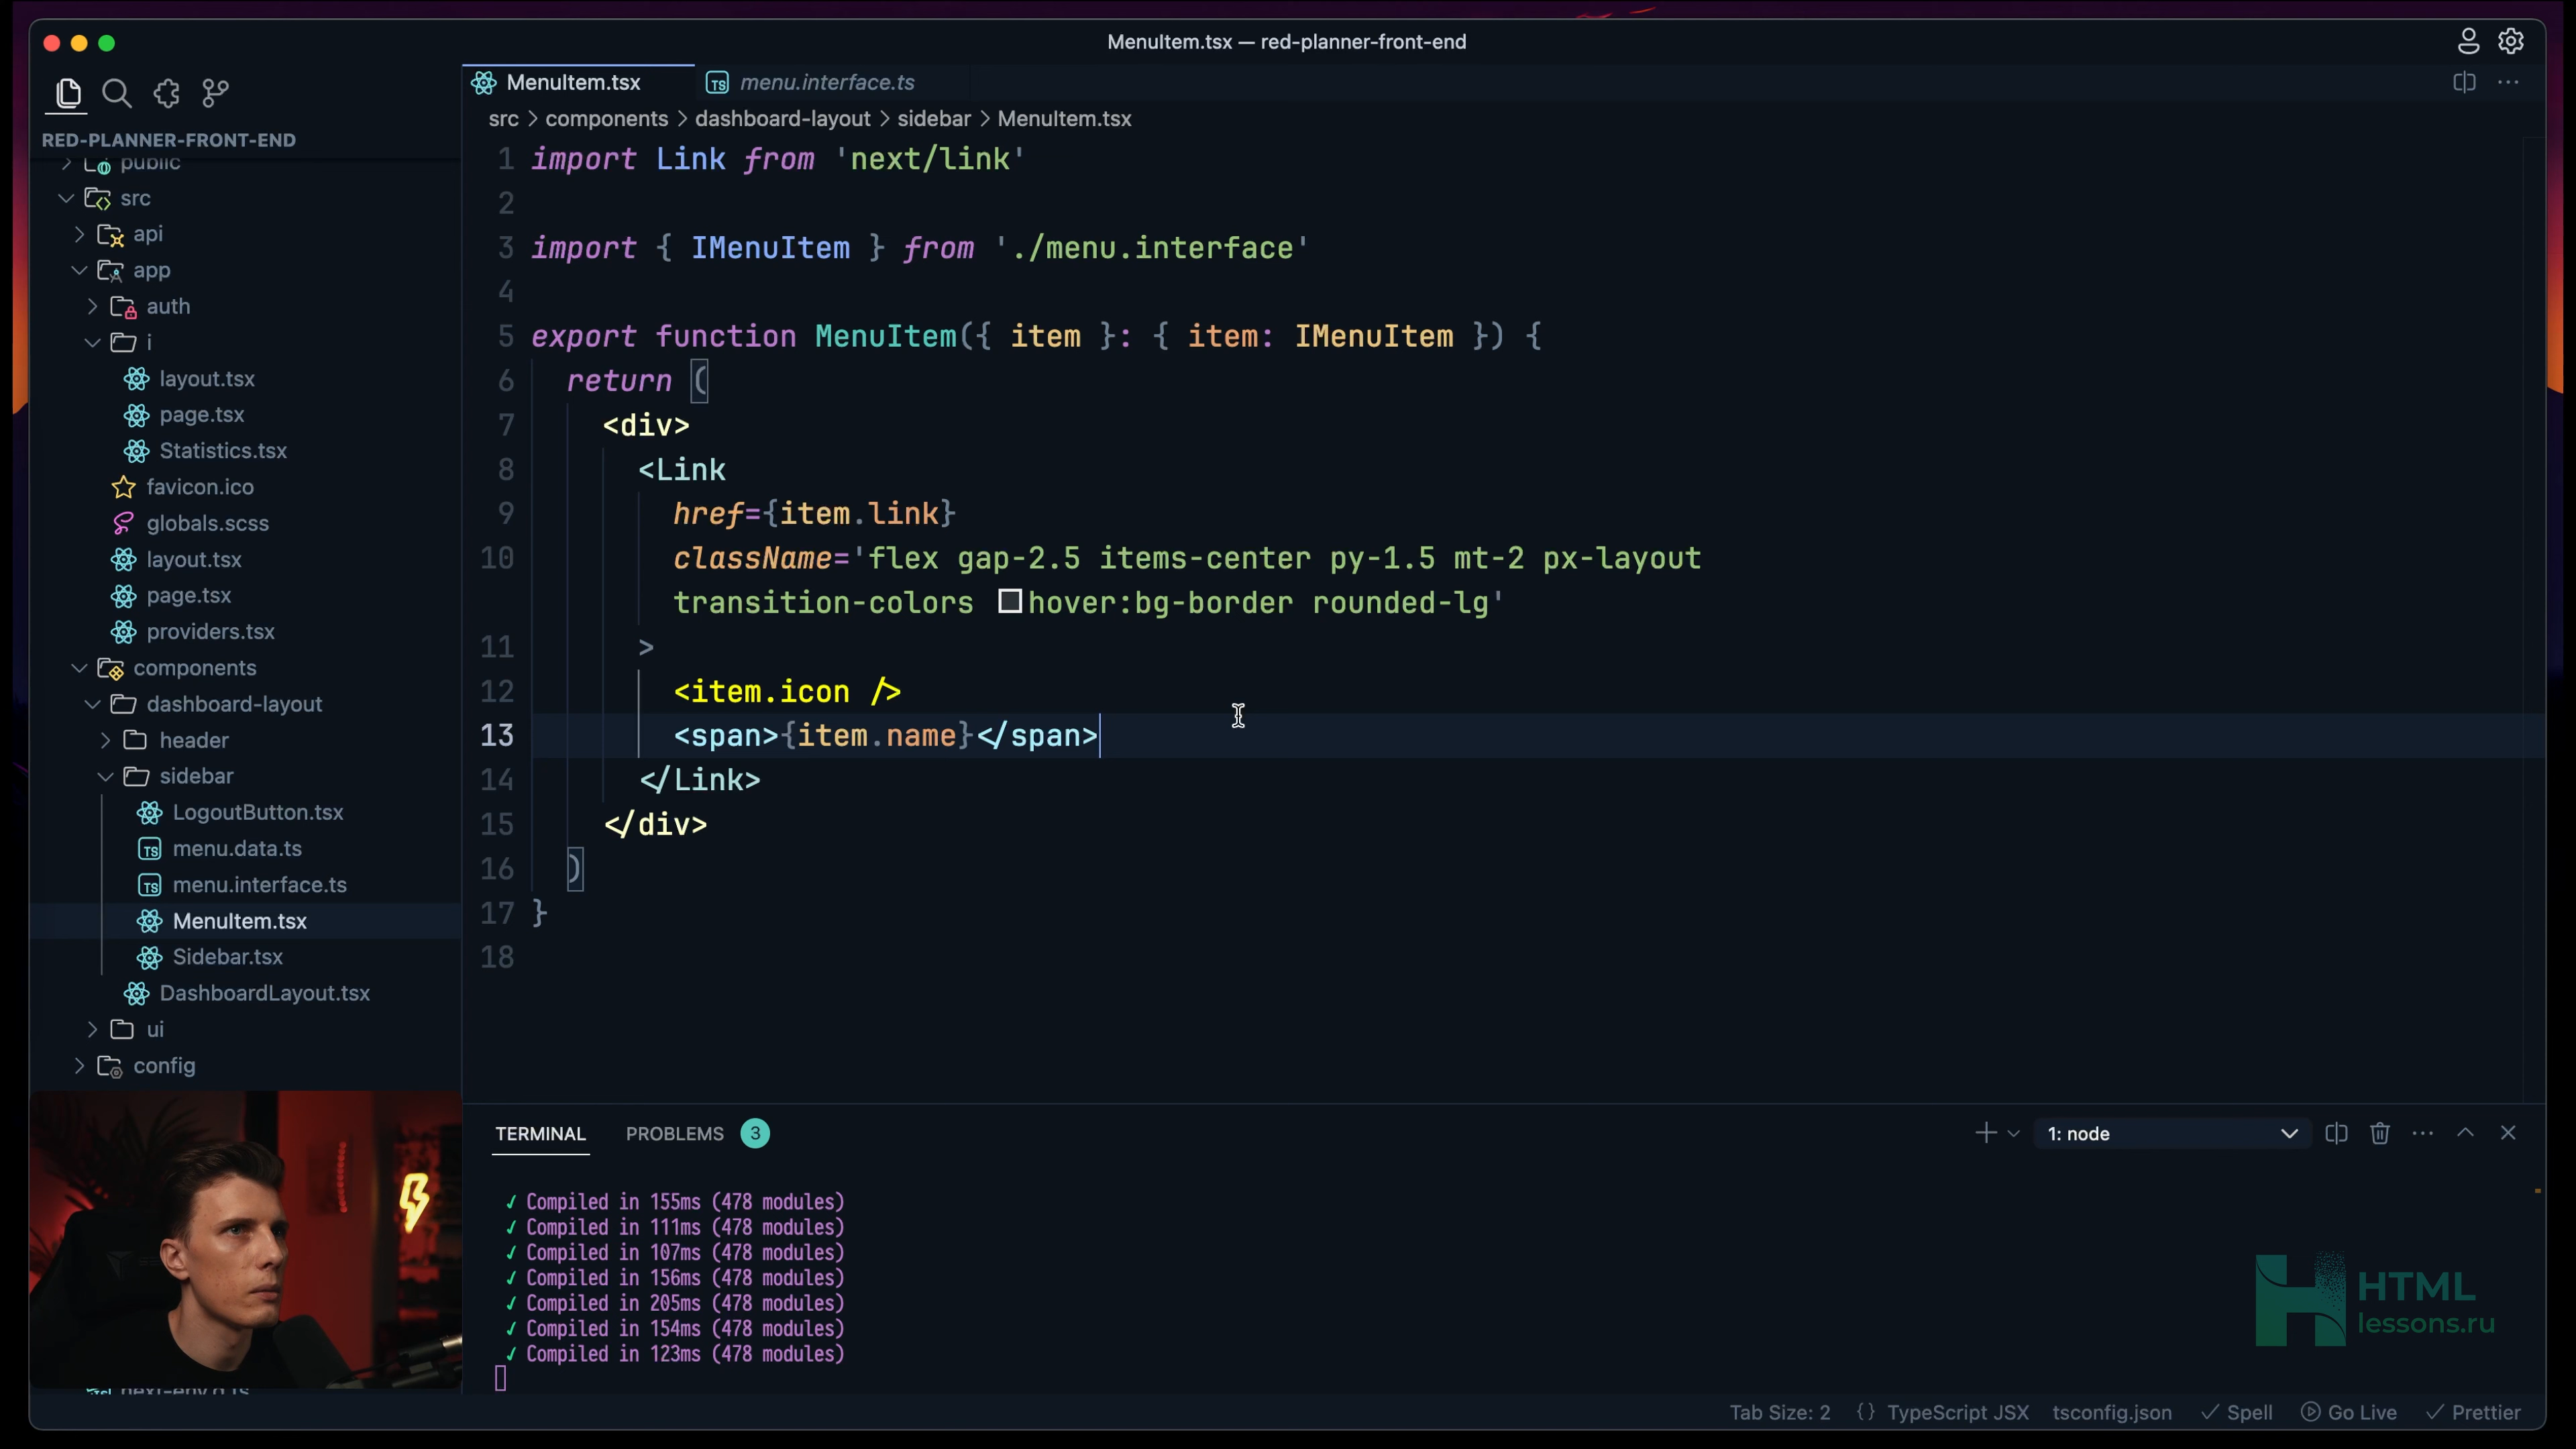 MenuItem.tsx — red-planner-front-end
RED-PLANNER-FRONT-END
public
src
api
app
auth
i
layout.tsx
page.tsx
Statistics.tsx
favicon.ico
globals.scss
layout.tsx
page.tsx
providers.tsx
components
dashboard-layout
header
sidebar
LogoutButton.tsx
menu.data.ts
menu.interface.ts
MenuItem.tsx
Sidebar.tsx
DashboardLayout.tsx
ui
config
next-env.d.ts
MenuItem.tsx
TS menu.interface.ts
src > components > dashboard-layout > sidebar > MenuItem.tsx
1 import Link from 'next/link'
2
3 import { IMenuItem } from './menu.interface'
4
5 export function MenuItem({ item }: { item: IMenuItem }) {
6 return (
7 <div>
8 <Link
9 href={item.link}
10 className='flex gap-2.5 items-center py-1.5 mt-2 px-layout
transition-colors hover:bg-border rounded-lg'
11 >
12 <item.icon />
13 <span>{item.name}</span>
14 </Link>
15 </div>
16 )
17 }
18
TERMINAL PROBLEMS 3
1: node
✓ Compiled in 155ms (478 modules)
✓ Compiled in 111ms (478 modules)
✓ Compiled in 107ms (478 modules)
✓ Compiled in 156ms (478 modules)
✓ Compiled in 205ms (478 modules)
✓ Compiled in 154ms (478 modules)
✓ Compiled in 123ms (478 modules)
HTML
lessons.ru
Tab Size: 2 {} TypeScript JSX tsconfig.json ✓ Spell Go Live ✓ Prettier